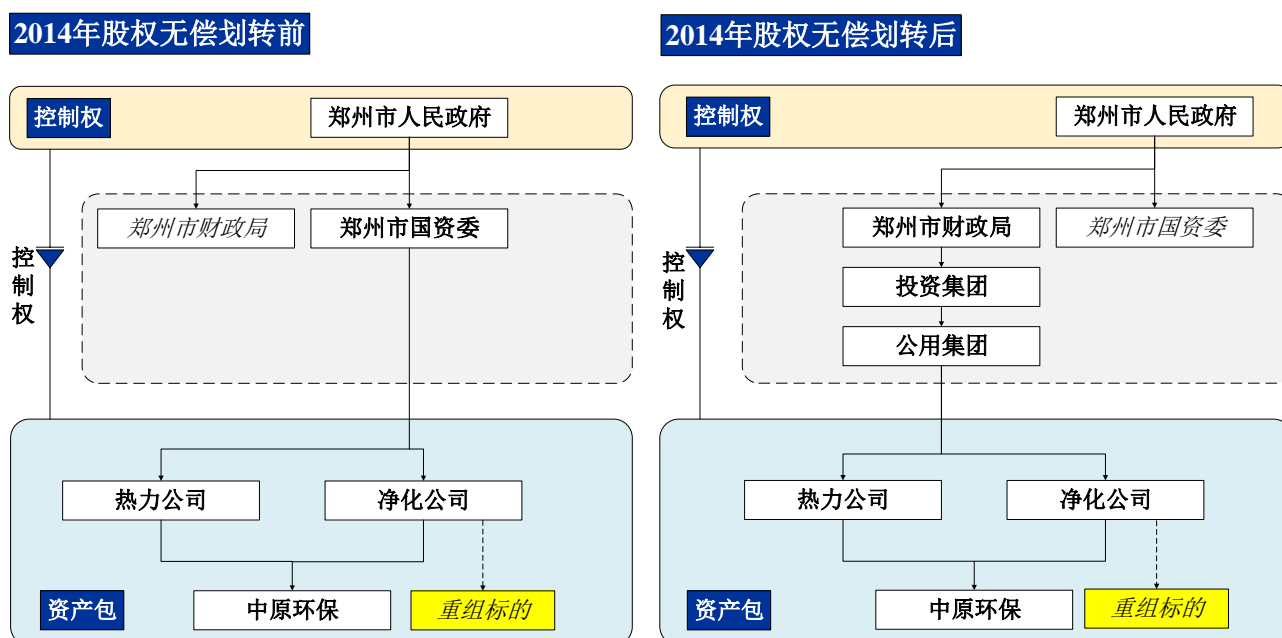 2014年股权无偿划转前
控制权
郑州市人民政府
郑州市财政局
郑州市国资委
控制权
热力公司
净化公司
资产包
中原环保
重组标的
2014年股权无偿划转后
控制权
郑州市人民政府
郑州市财政局
郑州市国资委
控制权
投资集团
公用集团
热力公司
净化公司
资产包
中原环保
重组标的